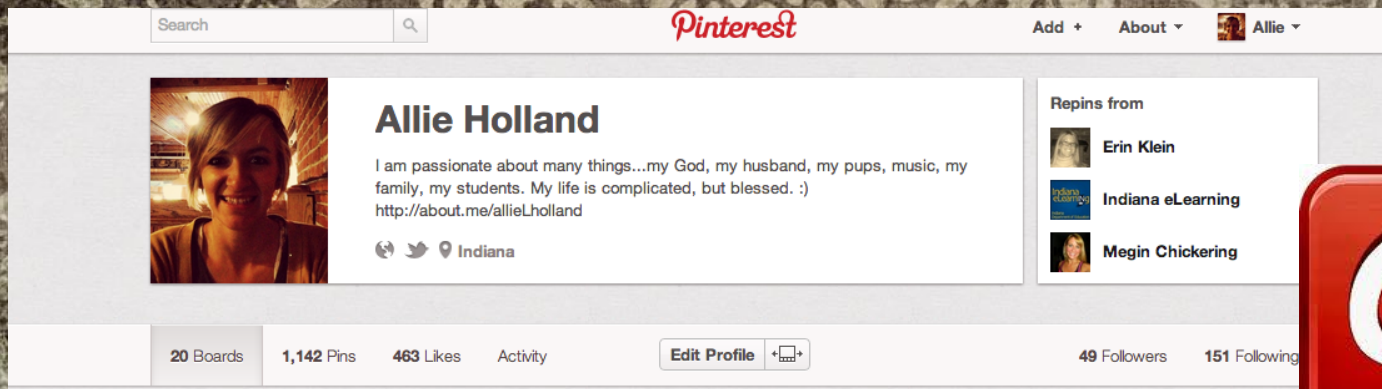 Search
Pinterest
Add +
About
Allie
Allie Holland
I am passionate about many things...my God, my husband, my pups, music, my
family, my students. My life is complicated, but blessed. :)
http://about.me/allieLholland
Indiana
Repins from
Erin Klein
Indiana eLearning
Megin Chickering
20 Boards
1,142 Pins
463 Likes
Activity
Edit Profile
49 Followers
151 Following